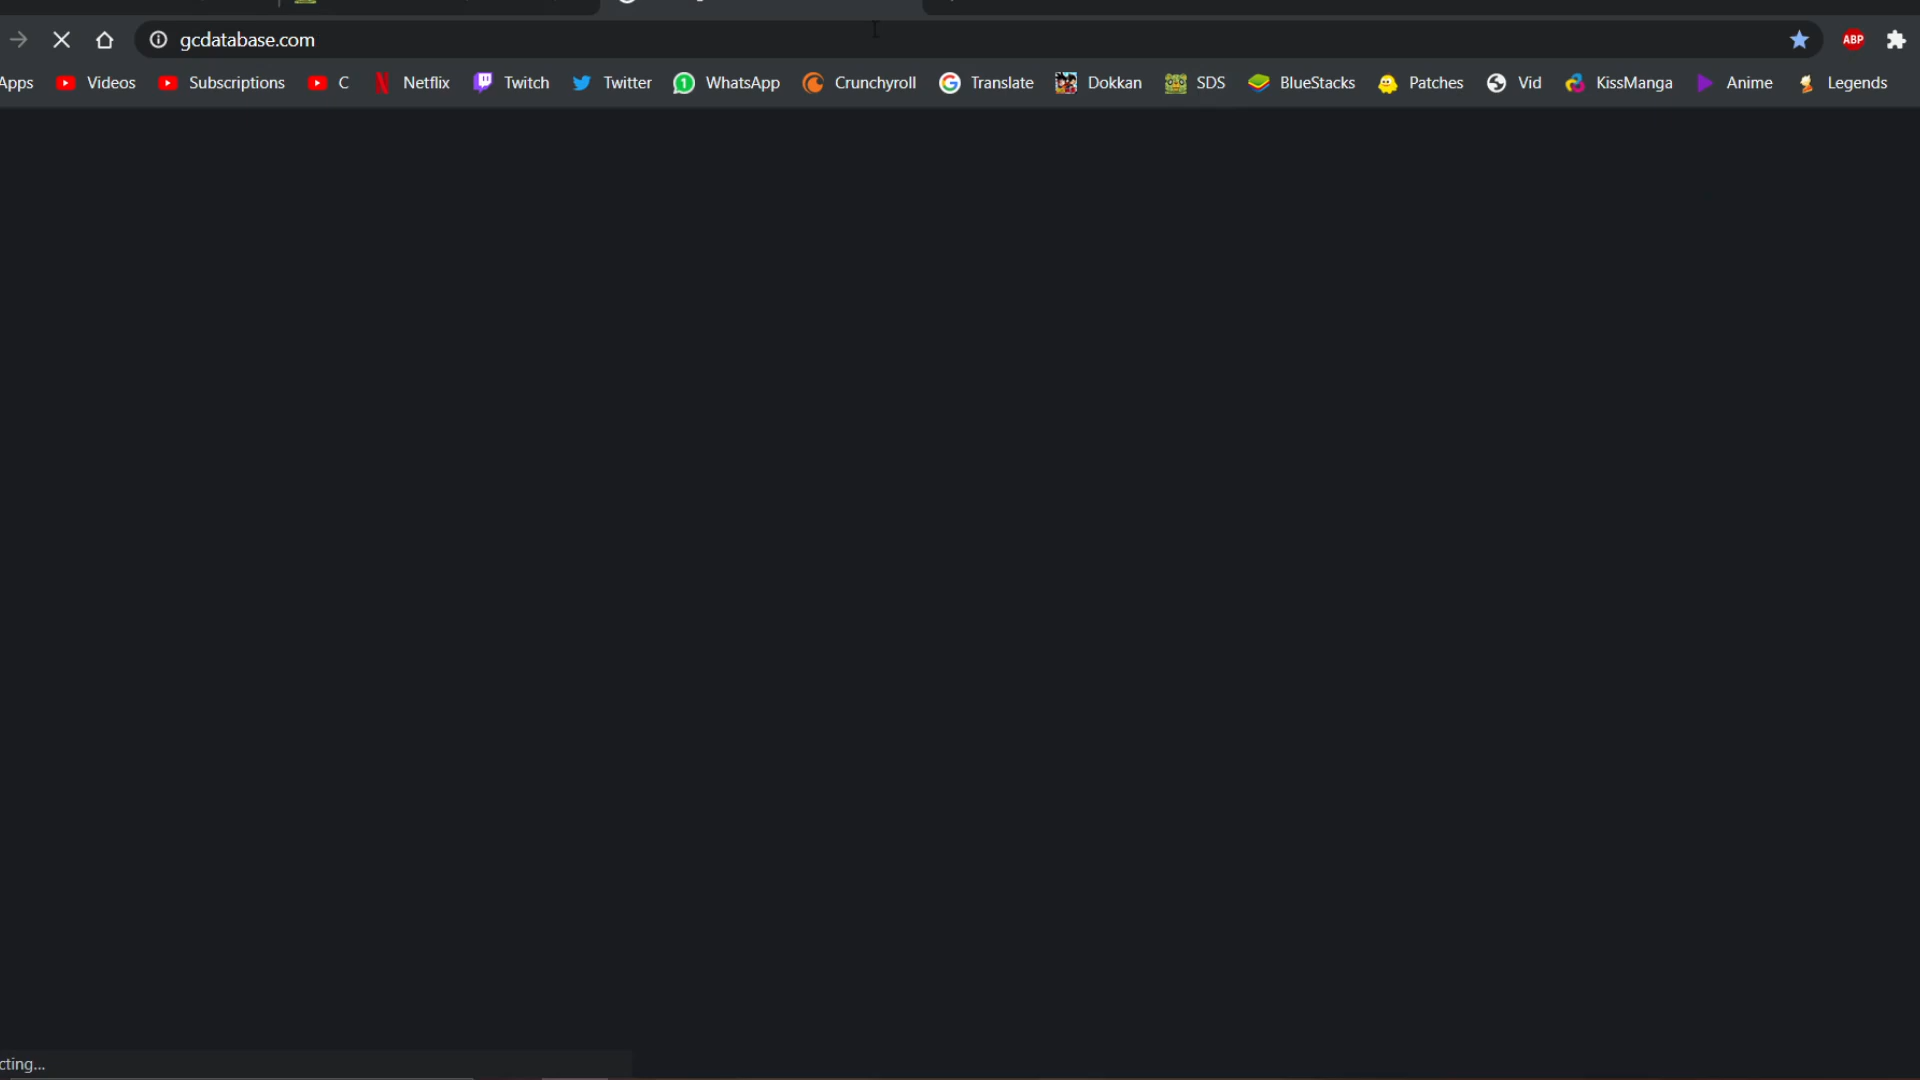 gcdatabase.com
ABP
Apps Videos Subscriptions C Netflix Twitch Twitter 1 WhatsApp Crunchyroll Translate Dokkan SDS BlueStacks Patches Vid KissManga Anime Legends
cting...